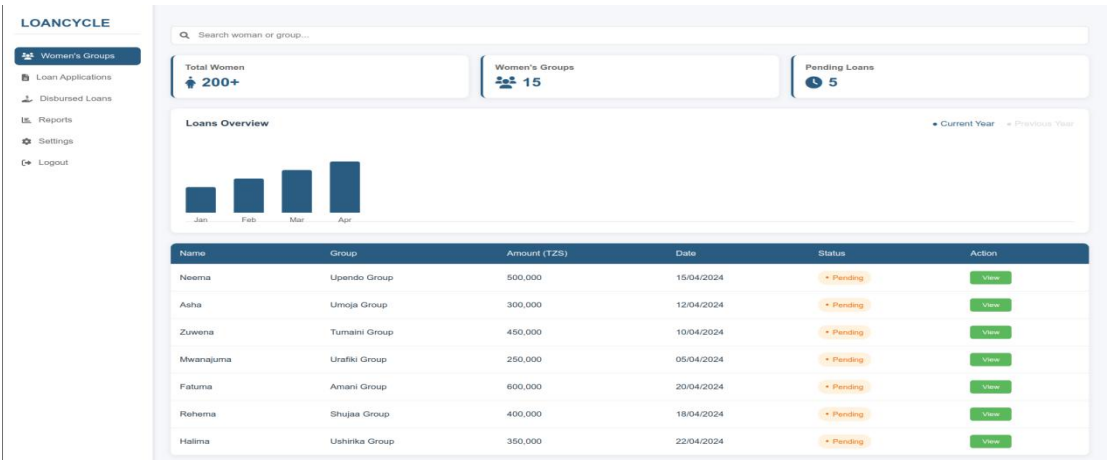 LOANCYCLE
Women's Groups
Loan Applications
Disbursed Loans
Reports
Settings
Logout
Search woman or group...
Total Women
200+
Women's Groups
15
Pending Loans
5
Loans Overview
• Current Year • Previous Year
Jan Feb Mar Apr
Name Group Amount (TZS) Date Status Action
Neema Upendo Group 500,000 15/04/2024 • Pending View
Asha Umoja Group 300,000 12/04/2024 • Pending View
Zuwena Tumaini Group 450,000 10/04/2024 • Pending View
Mwanajuma Urafiki Group 250,000 05/04/2024 • Pending View
Fatuma Amani Group 600,000 20/04/2024 • Pending View
Rehema Shujaa Group 400,000 18/04/2024 • Pending View
Halima Ushirika Group 350,000 22/04/2024 • Pending View